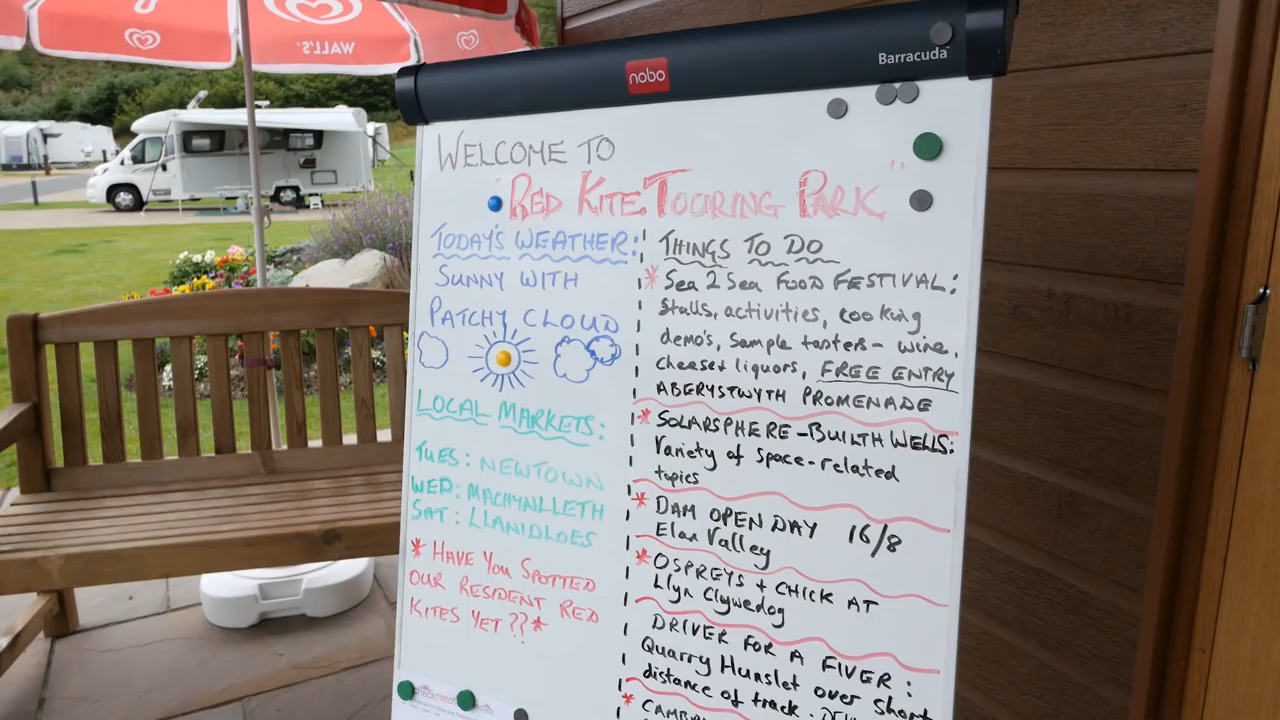 WALL'S
nobo
Barracuda
WELCOME TO
"RED KITE TOURING PARK"
TODAY'S WEATHER:
SUNNY WITH
PATCHY CLOUD
LOCAL MARKETS:
TUES: NEWTOWN
WED: MACHYNLLETH
SAT: LLANIDLOES
* HAVE YOU SPOTTED
OUR RESIDENT RED
KITES YET ??*
THINGS TO DO
* Sea 2 Sea FOOD FESTIVAL:
Stalls, activities, cooking
demo's, Sample tasters - wine,
cheese + liquors, FREE ENTRY
ABERYSTWYTH PROMENADE
* SOLARSPHERE - BUILTH WELLS:
Variety of space-related
topics
* DAM OPEN DAY 16/8
Elan Valley
* OSPREYS + CHICK AT
Llyn Clywedog
DRIVER FOR A FIVER:
Quarry Hunslet over short
distance of track.
*